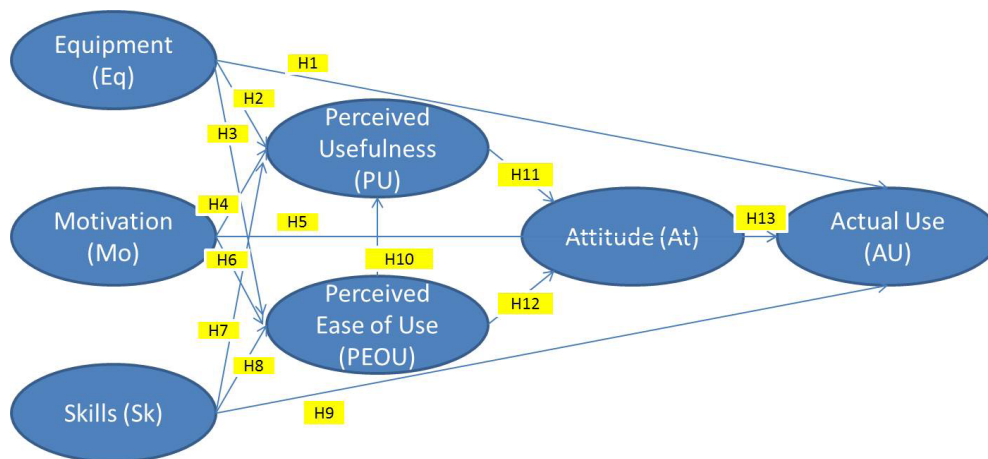 Equipment
(Eq)
H1
H2
H3
Perceived
Usefulness
(PU)
H11
H4
Motivation
(Mo)
H5
Attitude (At)
H13
Actual Use
(AU)
H6
H10
Perceived
Ease of Use
(PEOU)
H12
H7
H8
Skills (Sk)
H9